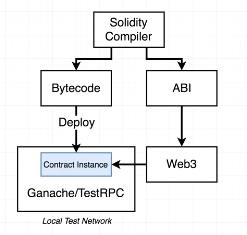 Solidity
Compiler
Bytecode
ABI
Deploy
Contract Instance
Web3
Ganache/TestRPC
Local Test Network